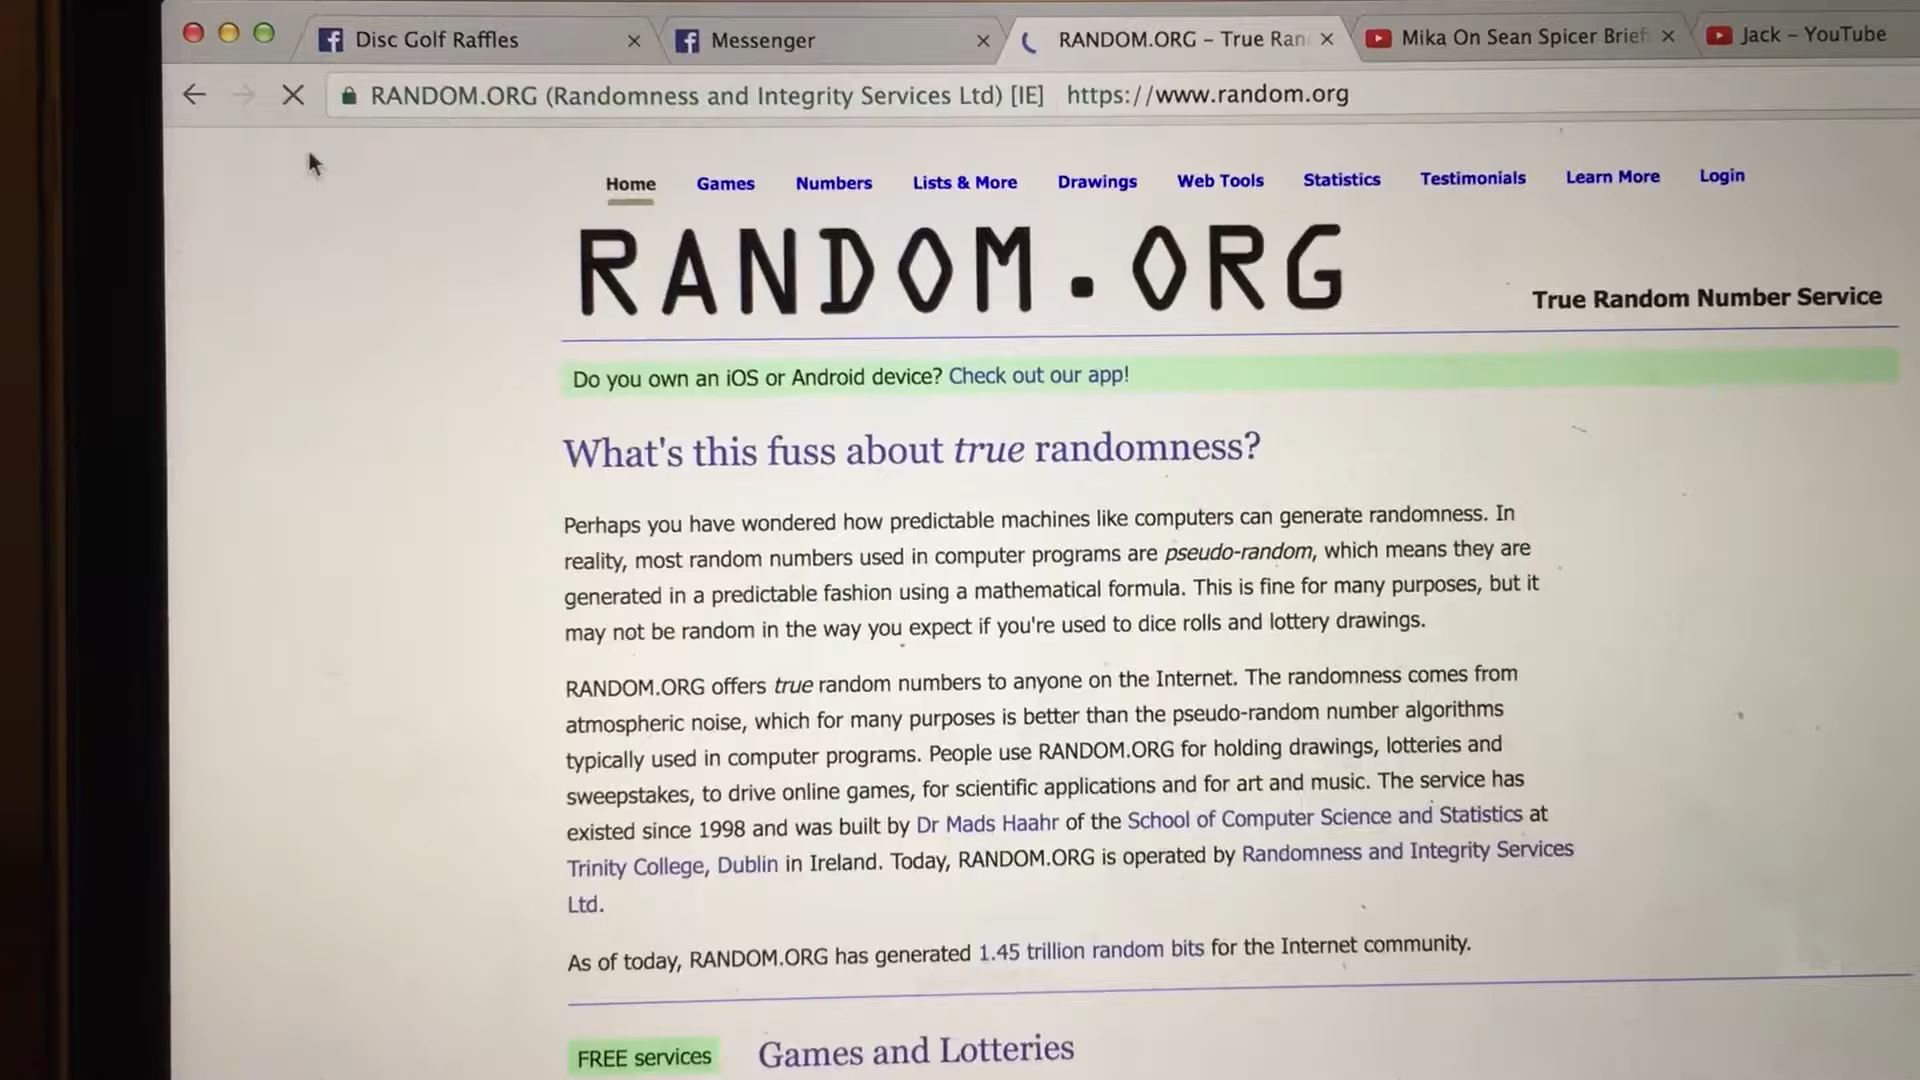 Disc Golf Raffles
Messenger
RANDOM.ORG – True Ran
Mika On Sean Spicer Brief
Jack – YouTube
RANDOM.ORG (Randomness and Integrity Services Ltd) [IE] https://www.random.org
Home Games Numbers Lists & More Drawings Web Tools Statistics Testimonials Learn More Login
RANDOM.ORG
True Random Number Service
Do you own an iOS or Android device? Check out our app!
What's this fuss about true randomness?
Perhaps you have wondered how predictable machines like computers can generate randomness. In
reality, most random numbers used in computer programs are pseudo-random, which means they are
generated in a predictable fashion using a mathematical formula. This is fine for many purposes, but it
may not be random in the way you expect if you're used to dice rolls and lottery drawings.
RANDOM.ORG offers true random numbers to anyone on the Internet. The randomness comes from
atmospheric noise, which for many purposes is better than the pseudo-random number algorithms
typically used in computer programs. People use RANDOM.ORG for holding drawings, lotteries and
sweepstakes, to drive online games, for scientific applications and for art and music. The service has
existed since 1998 and was built by Dr Mads Haahr of the School of Computer Science and Statistics at
Trinity College, Dublin in Ireland. Today, RANDOM.ORG is operated by Randomness and Integrity Services
Ltd.
As of today, RANDOM.ORG has generated 1.45 trillion random bits for the Internet community.
FREE services
Games and Lotteries